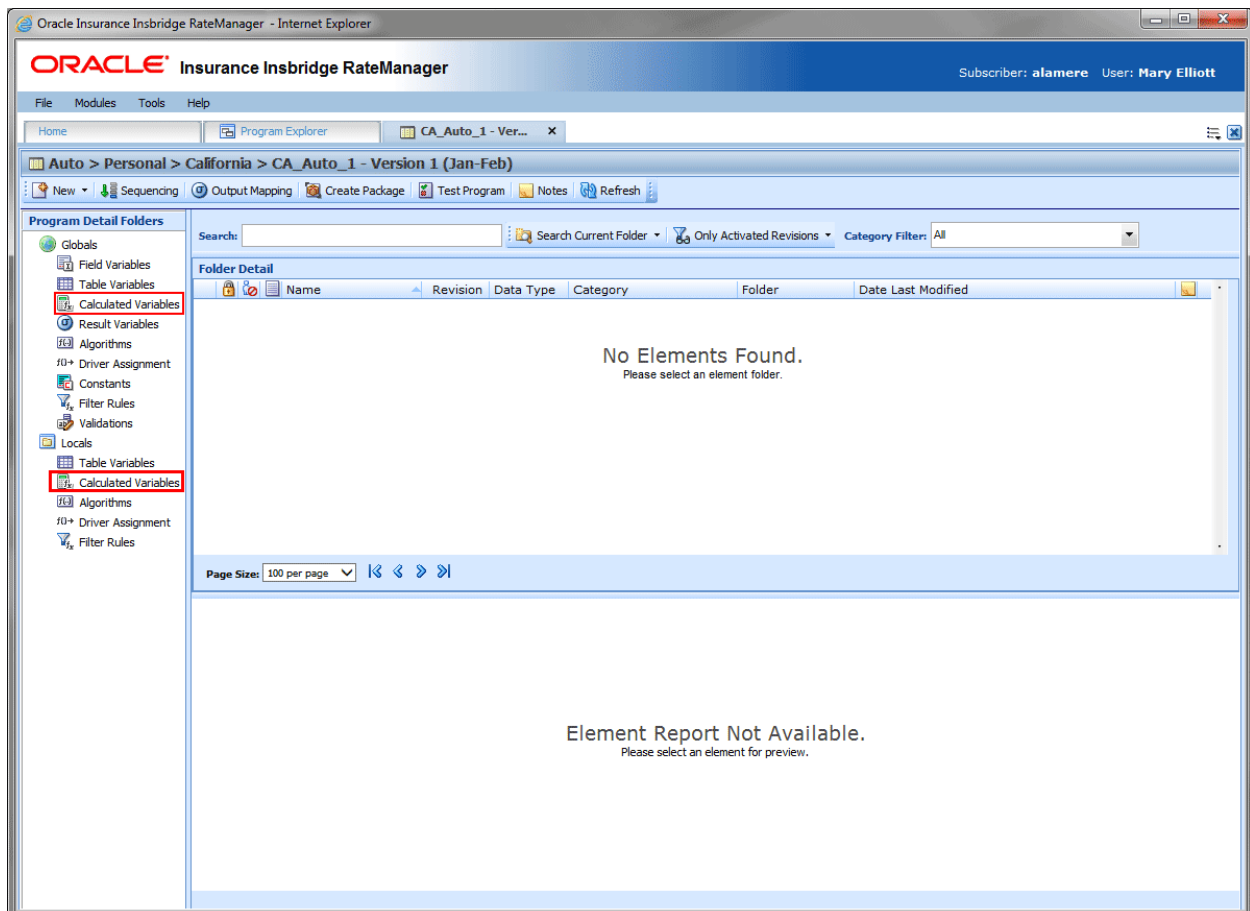 Oracle Insurance Insbridge RateManager - Internet Explorer
ORACLE Insurance Insbridge RateManager
Subscriber: alamere User: Mary Elliott
File Modules Tools Help
Home Program Explorer CA_Auto_1 - Ver... X
Auto > Personal > California > CA_Auto_1 - Version 1 (Jan-Feb)
New Sequencing Output Mapping Create Package Test Program Notes Refresh
Program Detail Folders
Globals
Field Variables
Table Variables
Calculated Variables
Result Variables
Algorithms
Driver Assignment
Constants
Filter Rules
Validations
Locals
Table Variables
Calculated Variables
Algorithms
Driver Assignment
Filter Rules
Search: Search Current Folder Only Activated Revisions Category Filter: All
Folder Detail
Name Revision Data Type Category Folder Date Last Modified
No Elements Found.
Please select an element folder.
Page Size: 100 per page
Element Report Not Available.
Please select an element for preview.